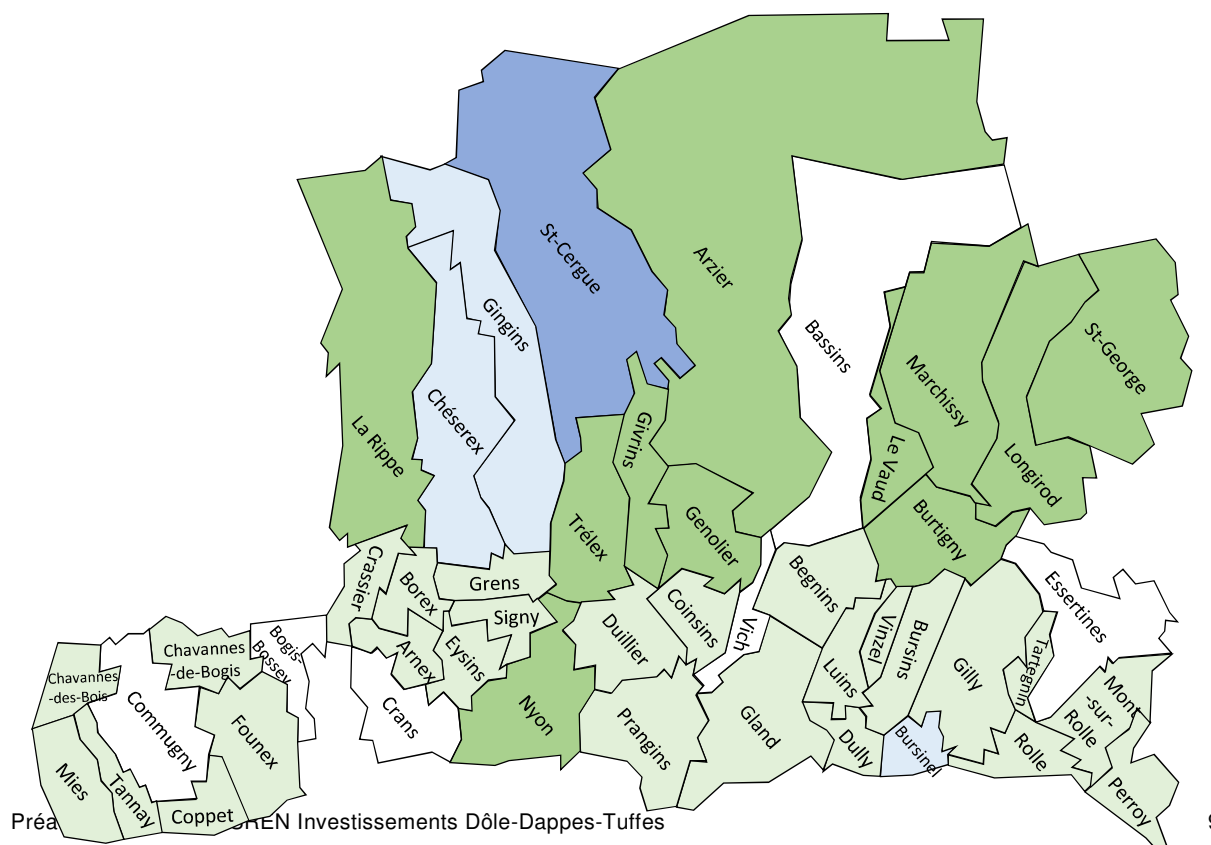 St-Cergue
Arzier
Gingins
Bassins
St-George
Marchissy
Chéserex
La Rippe
Givrins
Le Vaud
Longirod
Trélex
Genolier
Burtigny
Crassier
Borex
Grens
Begnins
Essertines
Coinsins
Signy
Duillier
Vich
Arnex
Eysins
Vinzel
Bursins
Luins
Gilly
Tartegnin
Bogis-
Bossey
Chavannes
-de-Bogis
Chavannes
-des-Bois
Commugny
Crans
Nyon
Founex
Prangins
Gland
Dully
Bursinel
Rolle
Mont
-sur-
Rolle
Perroy
Mies
Tannay
Coppet
Préa
REN Investissements Dôle-Dappes-Tuffes
9